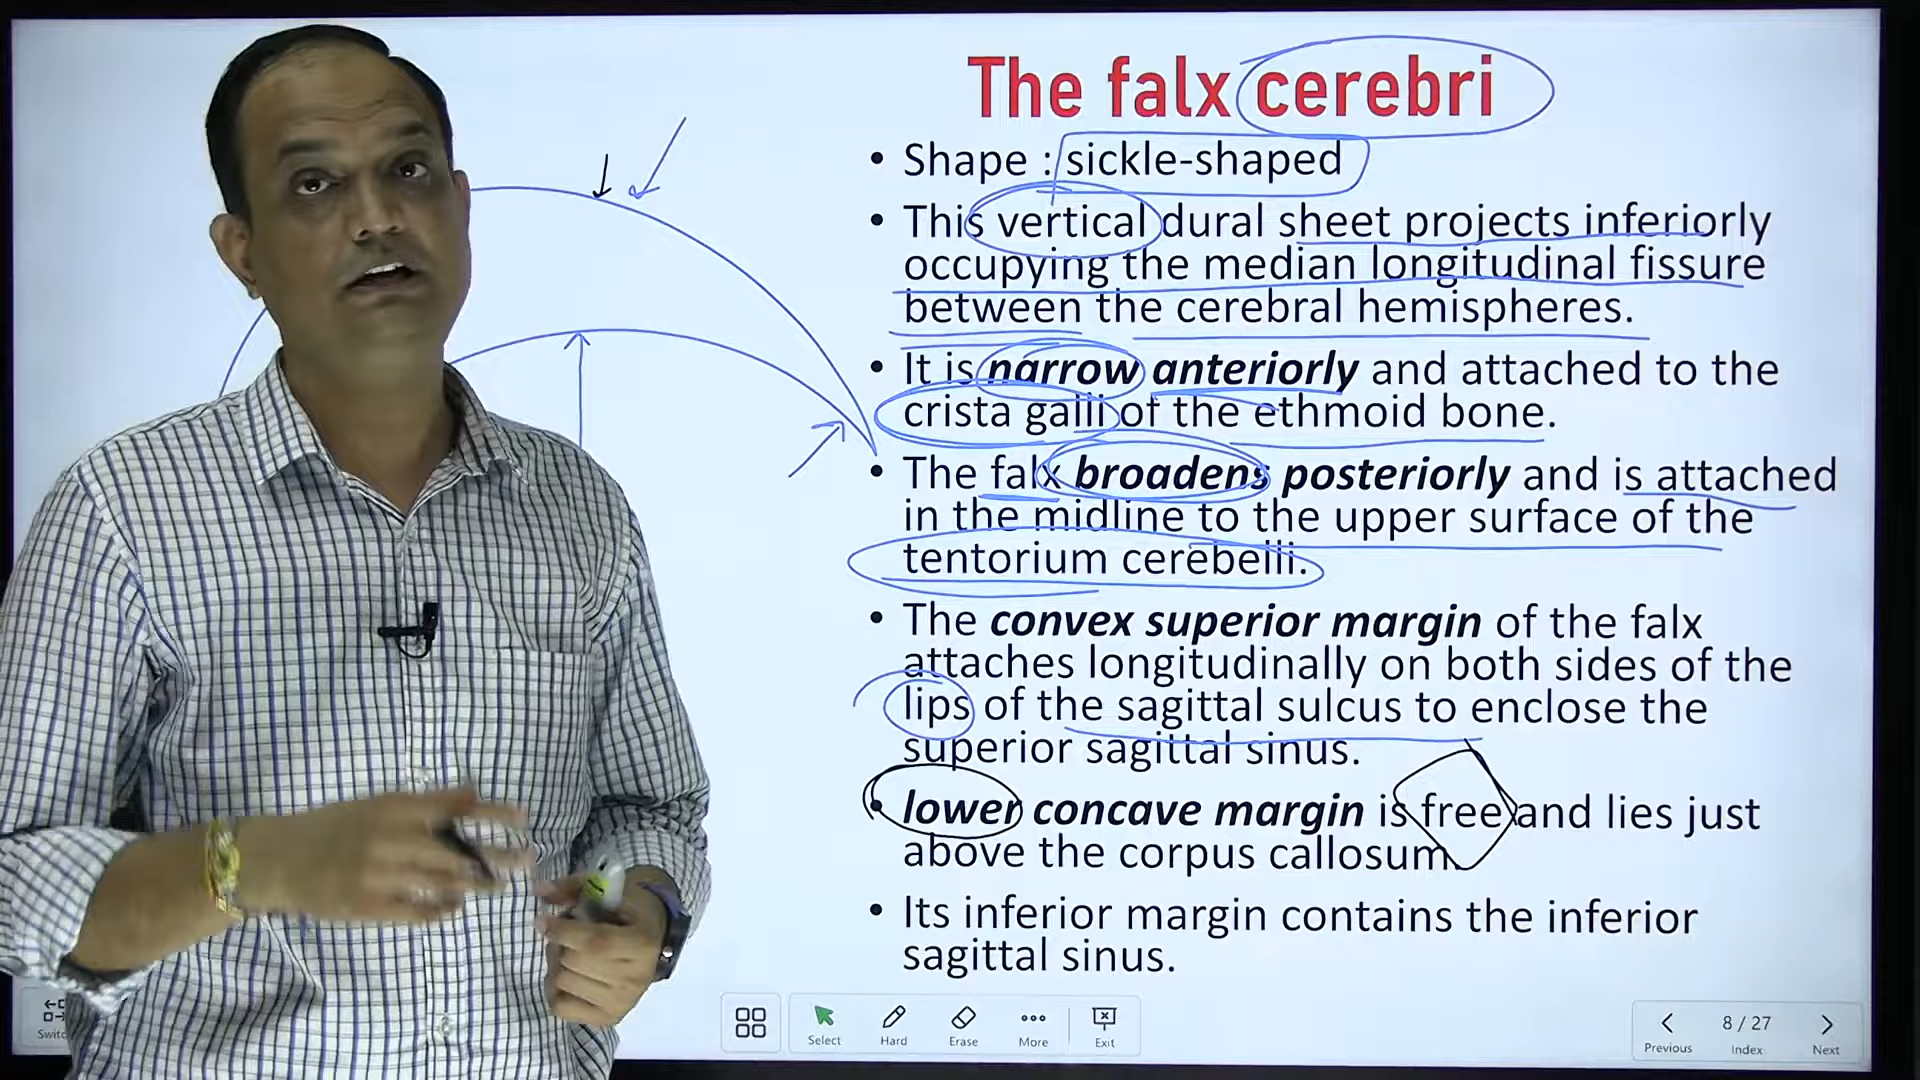 The falx cerebri
• Shape : sickle-shaped
• This vertical dural sheet projects inferiorly
occupying the median longitudinal fissure
between the cerebral hemispheres.
• It is narrow anteriorly and attached to the
crista galli of the ethmoid bone.
• The falx broadens posteriorly and is attached
in the midline to the upper surface of the
tentorium cerebelli.
• The convex superior margin of the falx
attaches longitudinally on both sides of the
lips of the sagittal sulcus to enclose the
superior sagittal sinus.
• lower concave margin is free and lies just
above the corpus callosum.
• Its inferior margin contains the inferior
sagittal sinus.
Select Hard Erase More Exit
8 / 27
Previous Index Next